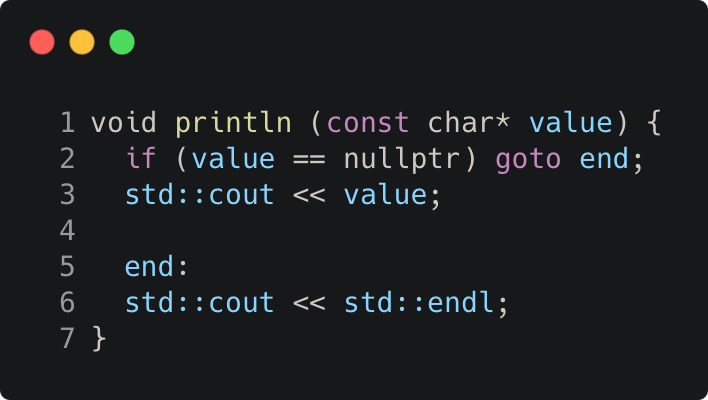 1 void println (const char* value) {
2   if (value == nullptr) goto end;
3   std::cout << value;
4
5   end:
6   std::cout << std::endl;
7 }